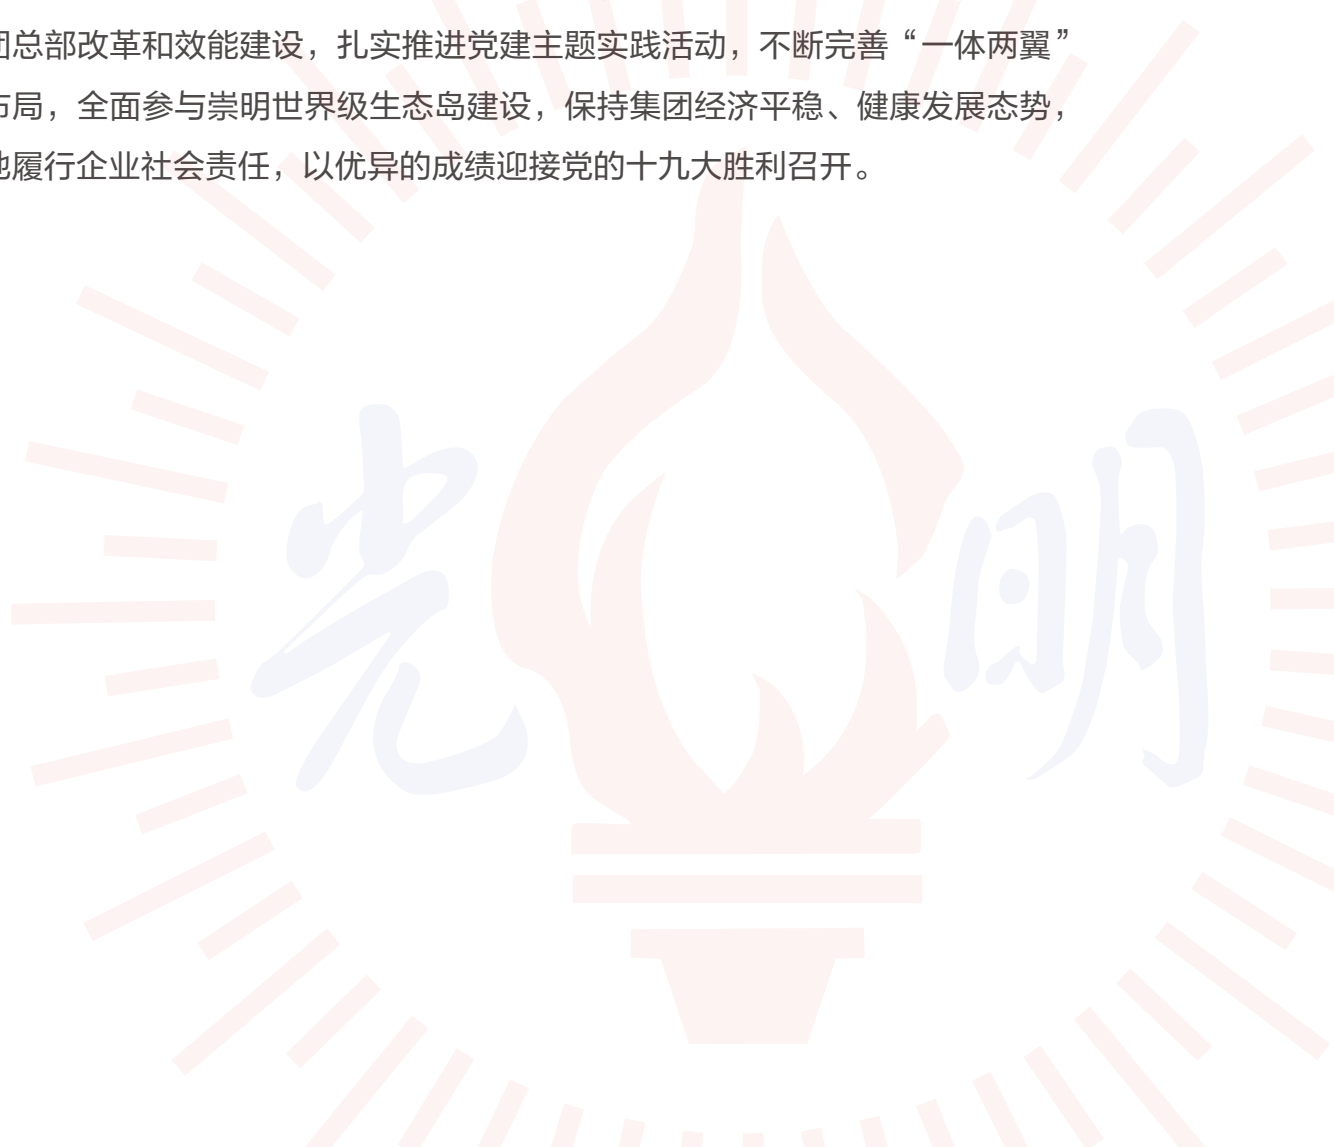 团总部改革和效能建设，扎实推进党建主题实践活动，不断完善“一体两翼”
布局，全面参与崇明世界级生态岛建设，保持集团经济平稳、健康发展态势，
地履行企业社会责任，以优异的成绩迎接党的十九大胜利召开。
光明